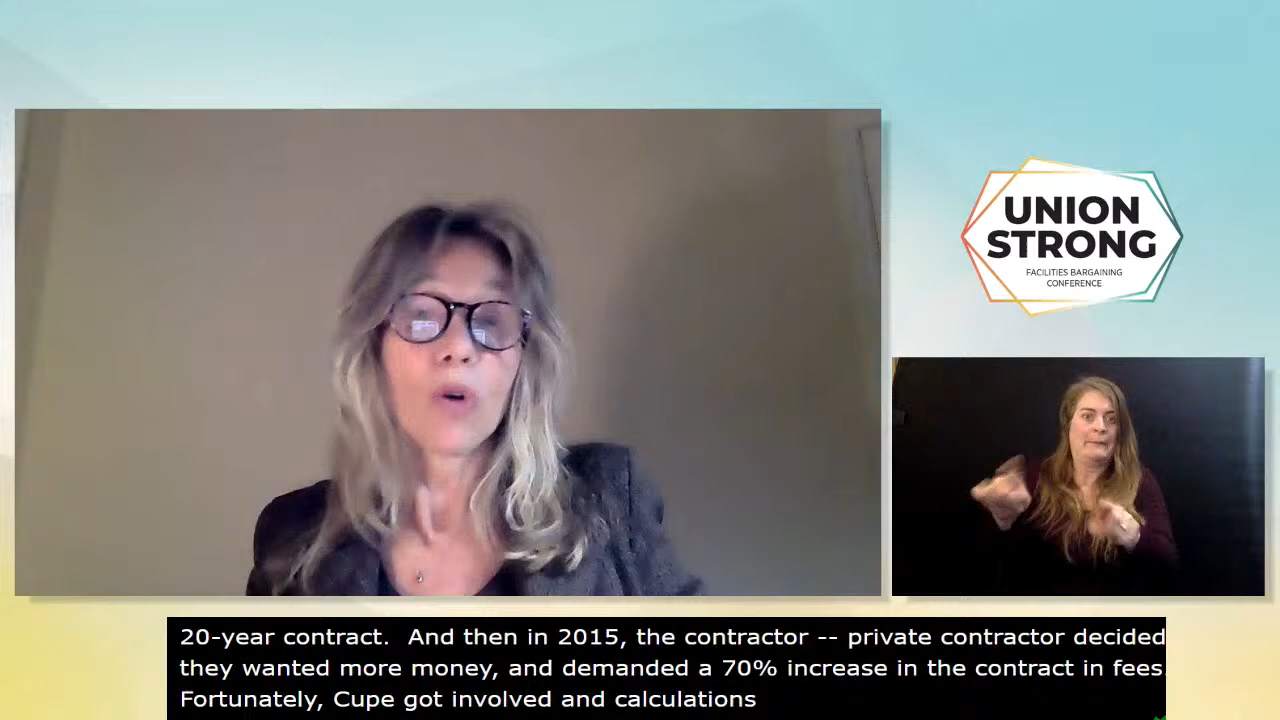 UNION
STRONG
FACILITIES BARGAINING
CONFERENCE
20-year contract.  And then in 2015, the contractor -- private contractor decided
they wanted more money, and demanded a 70% increase in the contract in fees.
Fortunately, Cupe got involved and calculations